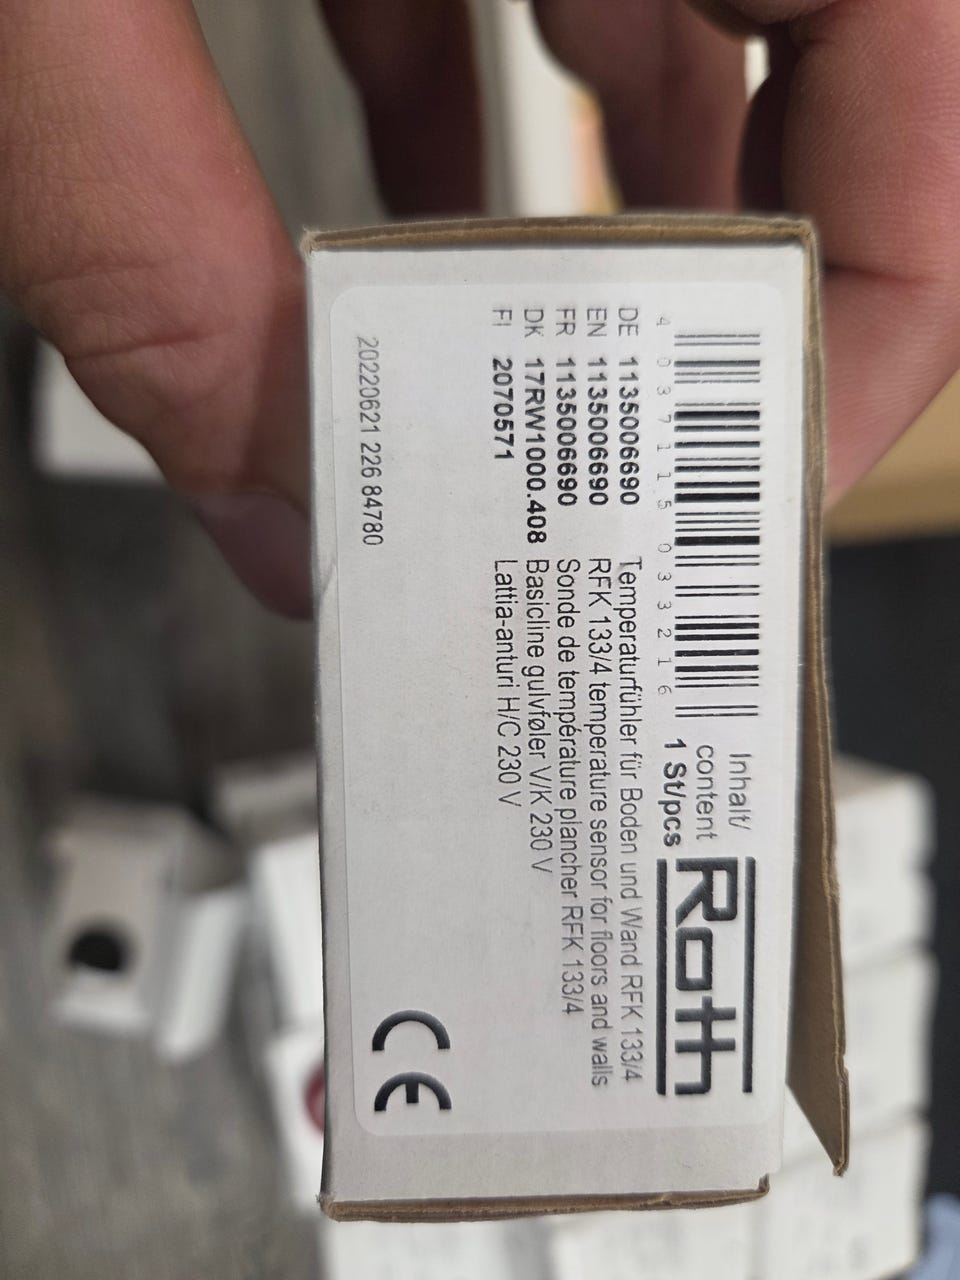 4 037115 033216
Inhalt/
content
1 St/pcs
Roth
DE 1135006690 Temperaturfühler für Boden und Wand RFK 133/4
EN 1135006690 RFK 133/4 temperature sensor for floors and walls
FR 1135006690 Sonde de température plancher RFK 133/4
DK 17RW1000.408 Basicline gulvføler V/K 230 V
FI 2070571 Lattia-anturi H/C 230 V
20220621 226 84780
CE